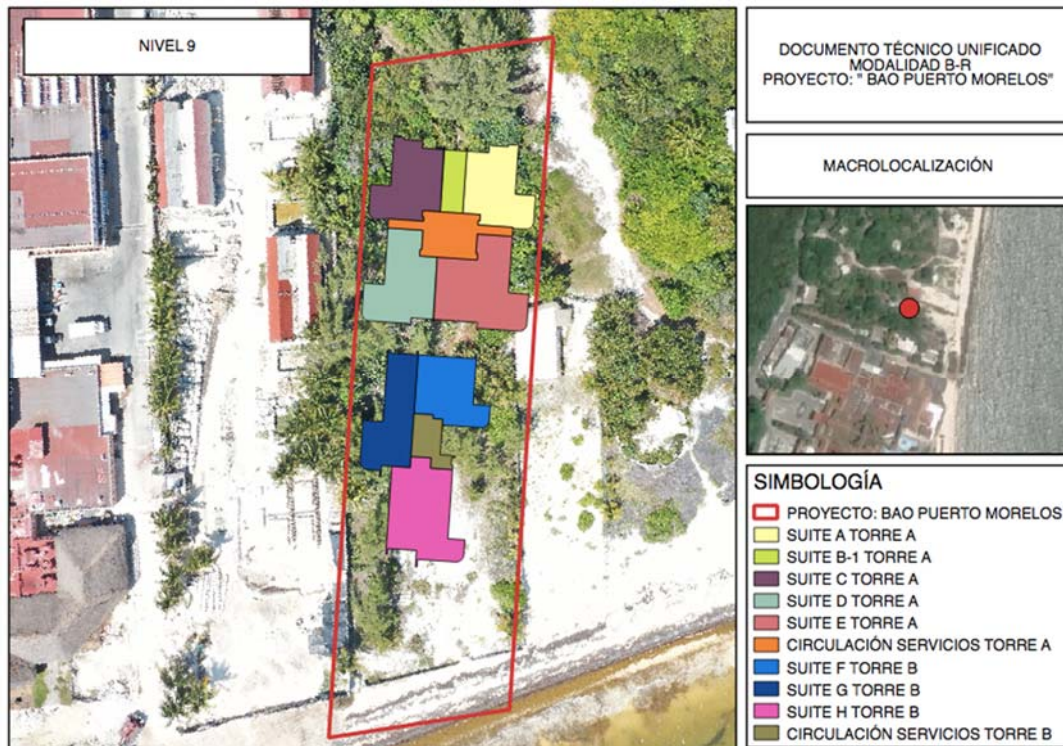 NIVEL 9
DOCUMENTO TÉCNICO UNIFICADO
MODALIDAD B-R
PROYECTO: " BAO PUERTO MORELOS"
MACROLOCALIZACIÓN
SIMBOLOGÍA
PROYECTO: BAO PUERTO MORELOS
SUITE A TORRE A
SUITE B-1 TORRE A
SUITE C TORRE A
SUITE D TORRE A
SUITE E TORRE A
CIRCULACIÓN SERVICIOS TORRE A
SUITE F TORRE B
SUITE G TORRE B
SUITE H TORRE B
CIRCULACIÓN SERVICIOS TORRE B